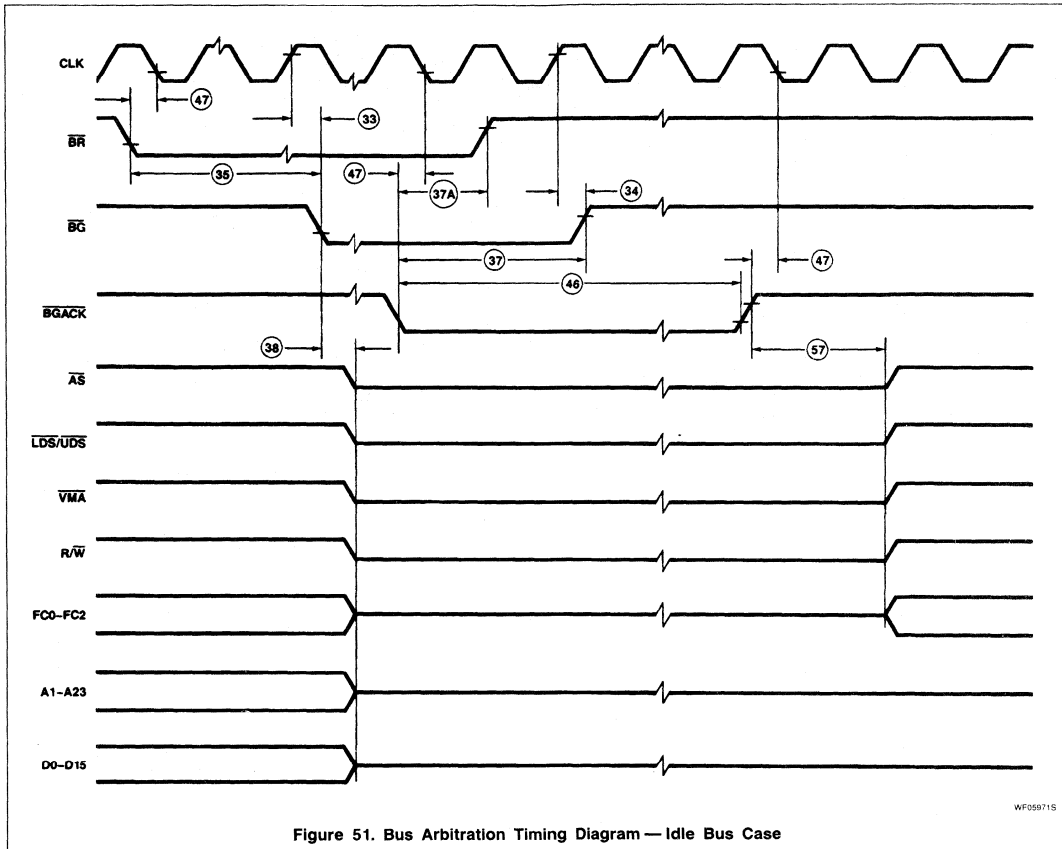 CLK
47
33
BR
35
47
37A
34
BG
37
47
46
BGACK
38
57
AS
LDS/UDS
VMA
R/W
FC0–FC2
A1–A23
D0–D15
WF05971S
Figure 51. Bus Arbitration Timing Diagram — Idle Bus Case